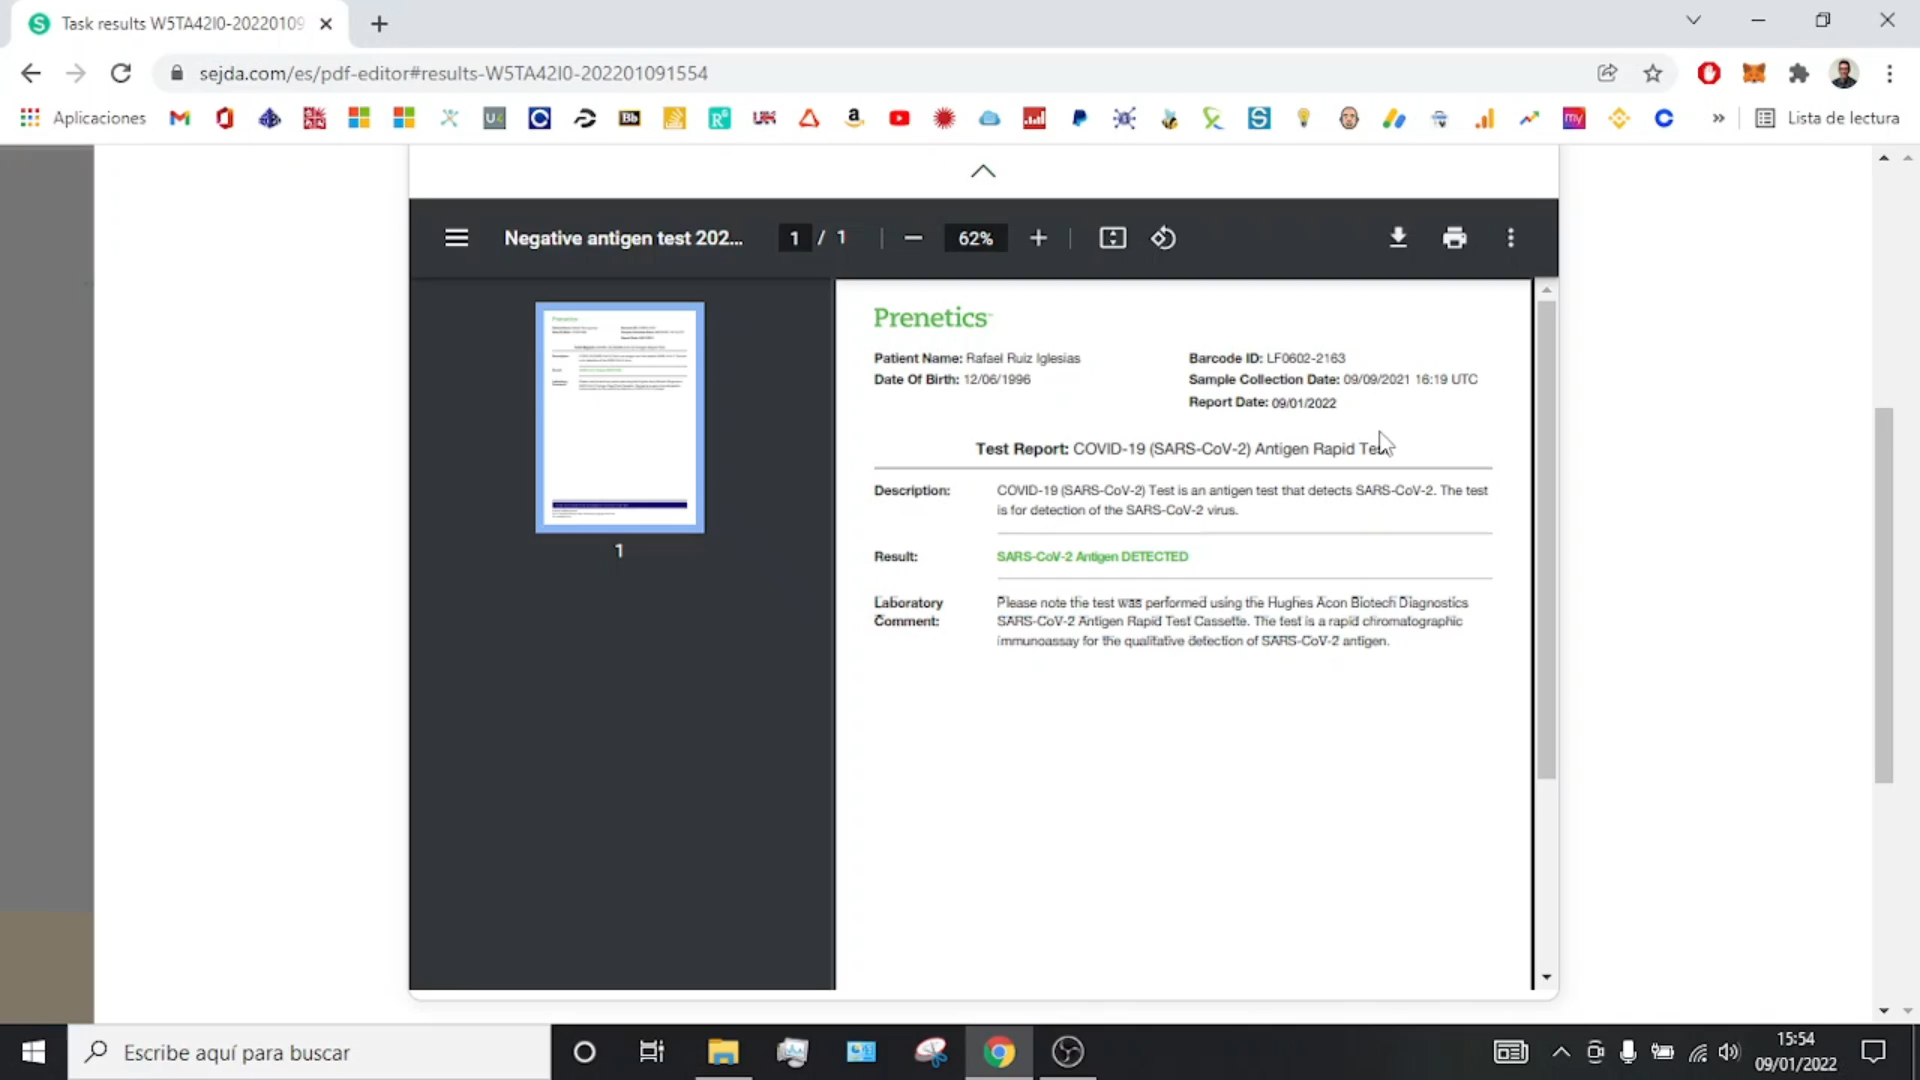 Task results W5TA42I0-20220109
sejda.com/es/pdf-editor#results-W5TA42I0-202201091554
Aplicaciones
Bb
UK
my
Lista de lectura
Negative antigen test 202...
1 / 1
62%
Prenetics
Patient Name: Rafael Ruiz Iglesias
Date Of Birth: 12/06/1996
Barcode ID: LF0602-2163
Sample Collection Date: 09/09/2021 16:19 UTC
Report Date: 09/01/2022
Test Report: COVID-19 (SARS-CoV-2) Antigen Rapid Test
Description: COVID-19 (SARS-CoV-2) Test is an antigen test that detects SARS-CoV-2. The test
is for detection of the SARS-CoV-2 virus.
Result: SARS-CoV-2 Antigen DETECTED
Laboratory Please note the test was performed using the Hughes Acon Biotech Diagnostics
Comment: SARS-CoV-2 Antigen Rapid Test Cassette. The test is a rapid chromatographic
immunoassay for the qualitative detection of SARS-CoV-2 antigen.
1
Escribe aquí para buscar
15:54
09/01/2022